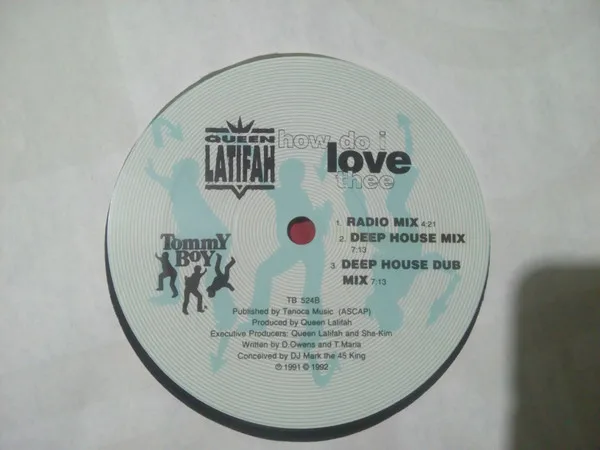 QUEEN
LATIFAH
how do i
love
thee
1. RADIO MIX 4:21
2. DEEP HOUSE MIX
7:13
3. DEEP HOUSE DUB
MIX 7:13
Tommy
BOY
TB 524B
Published by Tarioca Music (ASCAP)
Produced by Queen Latifah
Executive Producers: Queen Latifah and Sha-Kim
Written by D.Owens and T.Maria
Conceived by DJ Mark the 45 King
℗ 1991 © 1992